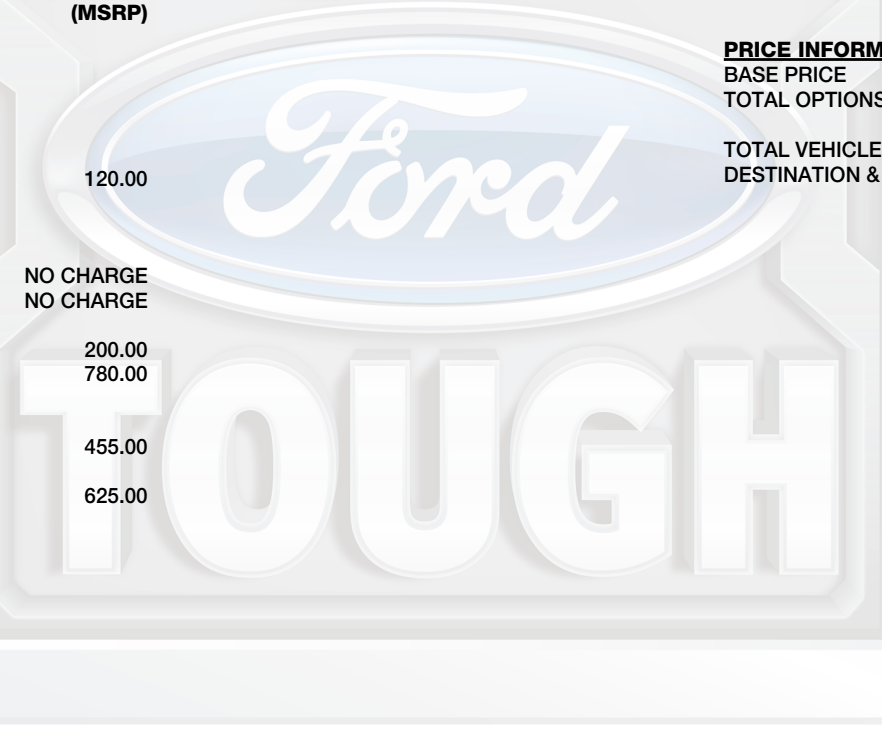 (MSRP)
120.00
NO CHARGE
NO CHARGE
200.00
780.00
455.00
625.00
PRICE INFORM
BASE PRICE
TOTAL OPTIONS
TOTAL VEHICLE
DESTINATION &
Ford
TOUGH